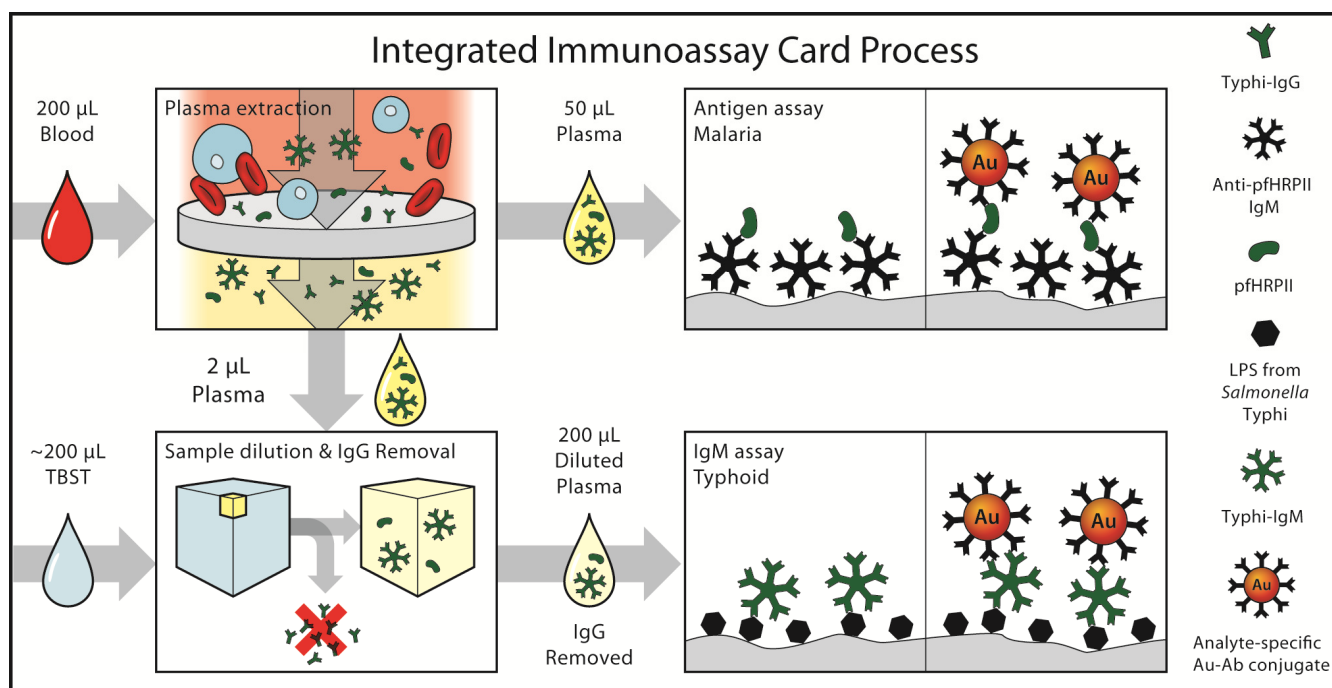 Integrated Immunoassay Card Process
200 µL
Blood
Plasma extraction
50 µL
Plasma
Antigen assay
Malaria
Au
Au
2 µL
Plasma
~200 µL
TBST
Sample dilution & IgG Removal
200 µL
Diluted
Plasma
IgG
Removed
IgM assay
Typhoid
Au
Au
Typhi-IgG
Anti-pfHRPII
IgM
pfHRPII
LPS from
Salmonella
Typhi
Typhi-IgM
Au
Analyte-specific
Au-Ab conjugate